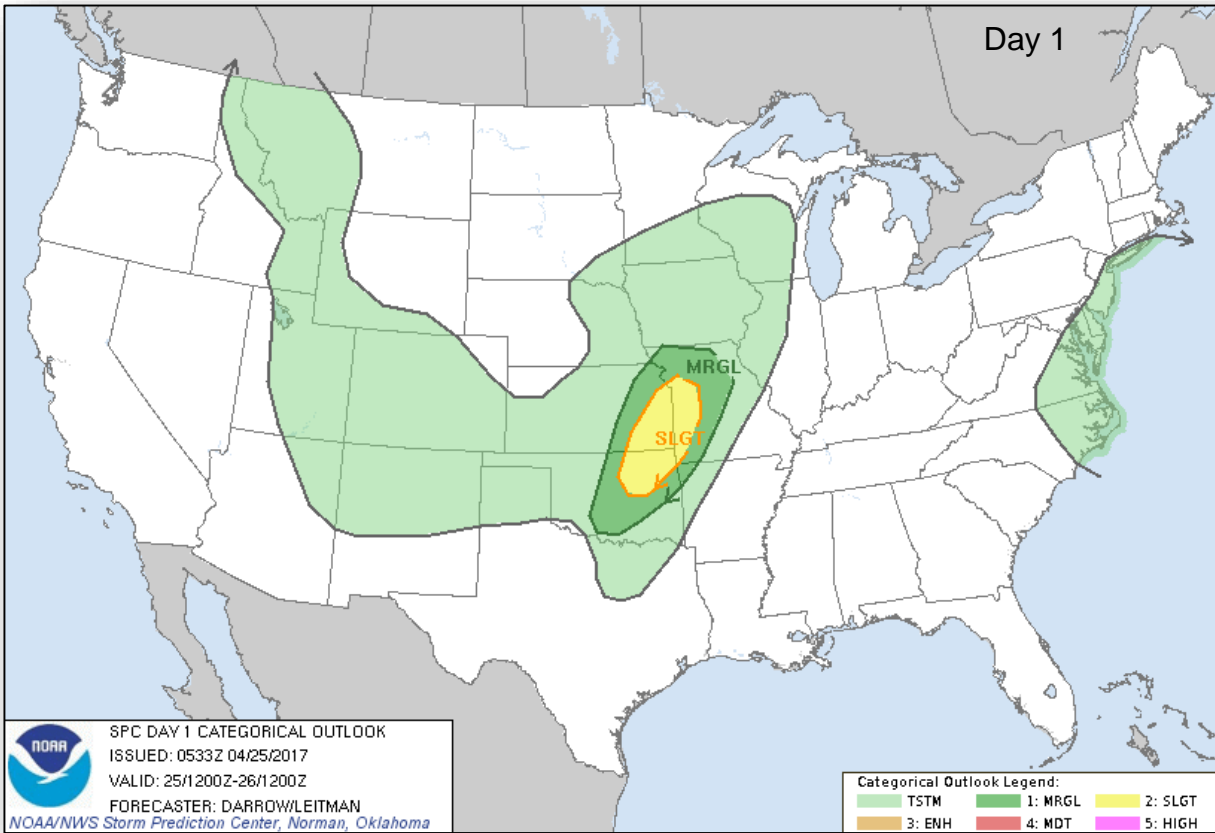 Day 1
MRGL
SLGT
NOAA
SPC DAY 1 CATEGORICAL OUTLOOK
ISSUED: 0533Z 04/25/2017
VALID: 25/1200Z-26/1200Z
FORECASTER: DARROW/LEITMAN
NOAA/NWS Storm Prediction Center, Norman, Oklahoma
Categorical Outlook Legend:
TSTM 1: MRGL 2: SLGT
3: ENH 4: MDT 5: HIGH